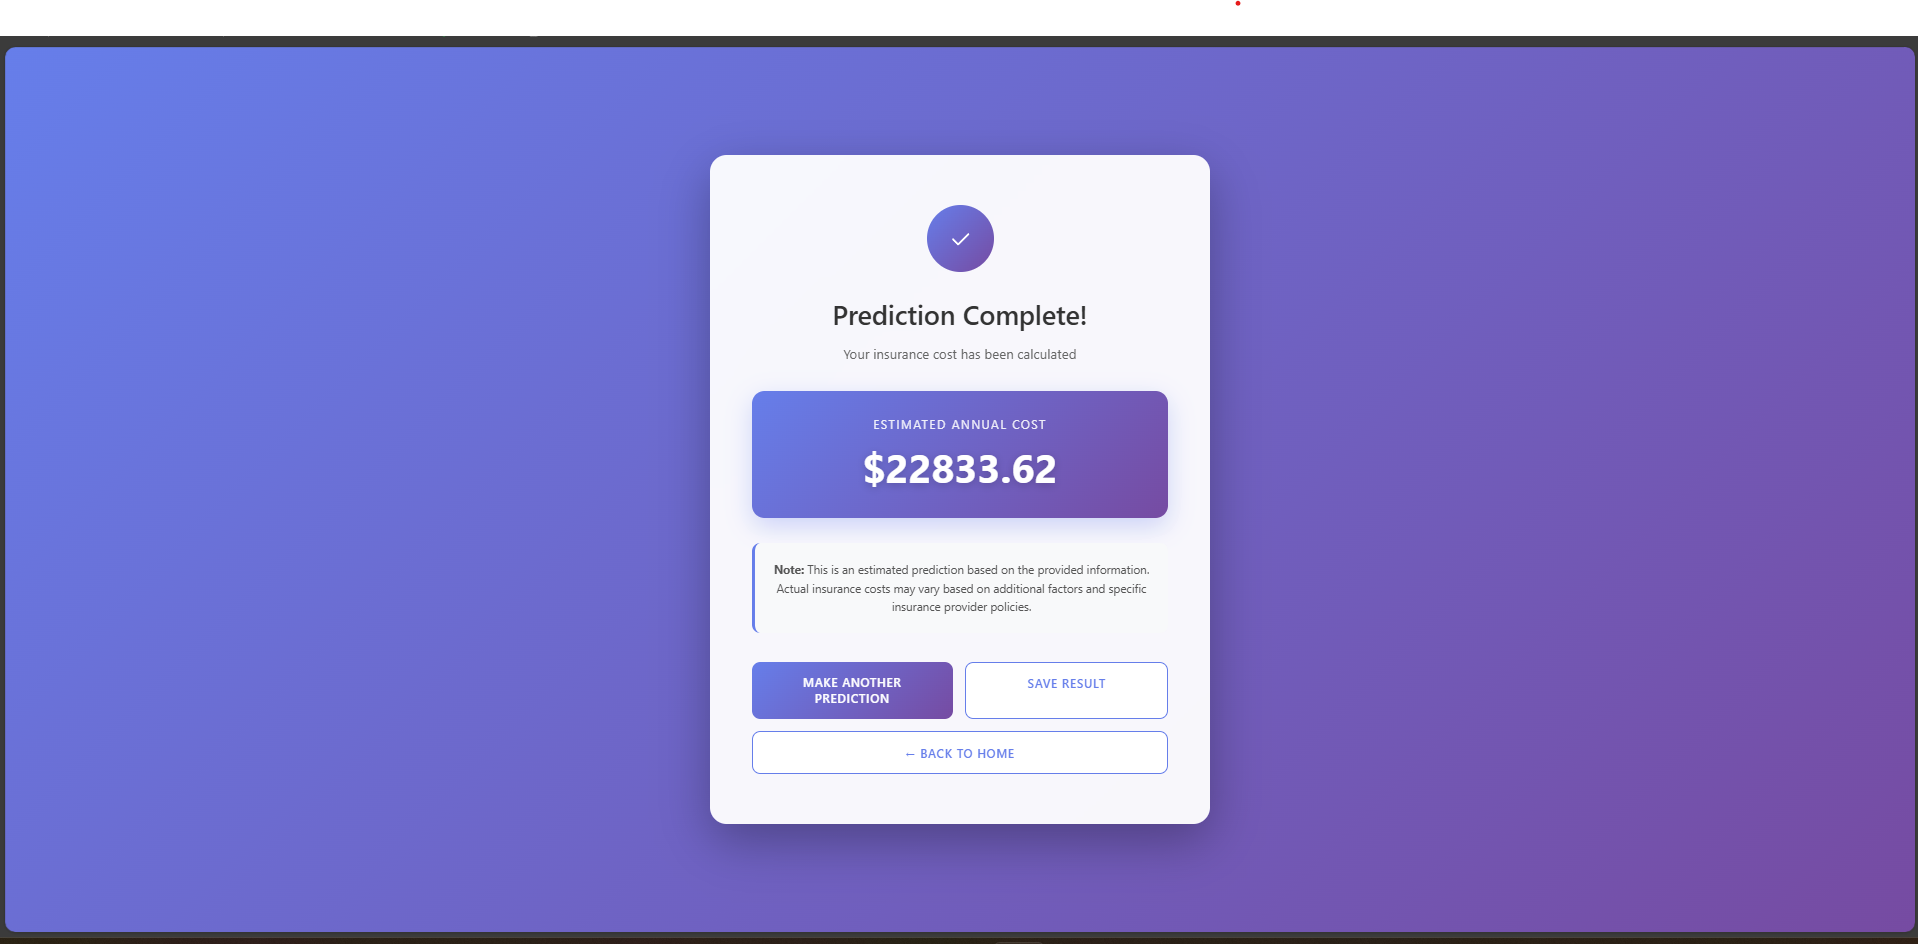 Prediction Complete!
Your insurance cost has been calculated
ESTIMATED ANNUAL COST
$22833.62
Note: This is an estimated prediction based on the provided information.
Actual insurance costs may vary based on additional factors and specific
insurance provider policies.
MAKE ANOTHER
PREDICTION
SAVE RESULT
← BACK TO HOME